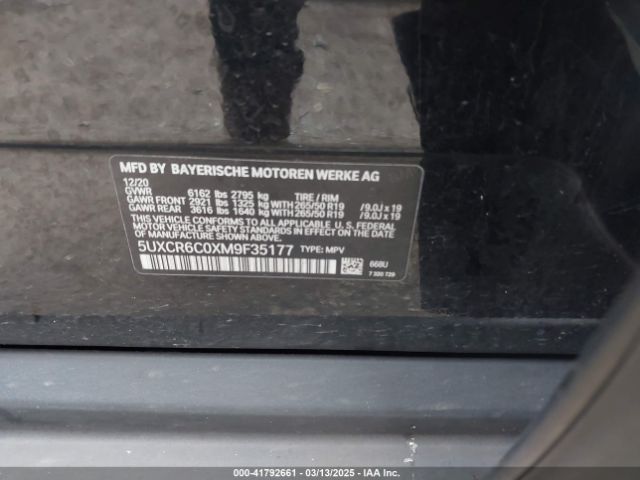 MFD BY BAYERISCHE MOTOREN WERKE AG
12/20
GVWR 6162 lbs 2795 kg TIRE / RIM
GAWR FRONT 2921 lbs 1325 kg WITH 265/50 R19 /9.0J x 19
GAWR REAR 3616 lbs 1640 kg WITH 265/50 R19 /9.0J x 19
THIS VEHICLE CONFORMS TO ALL APPLICABLE U.S. FEDERAL
MOTOR VEHICLE SAFETY STANDARDS IN EFFECT ON THE
DATE OF MANUFACTURE SHOWN ABOVE.
5UXCR6C0XM9F35177 TYPE: MPV
668U
7 320 729
000-41792661 | 03/13/2025 | IAA Inc.